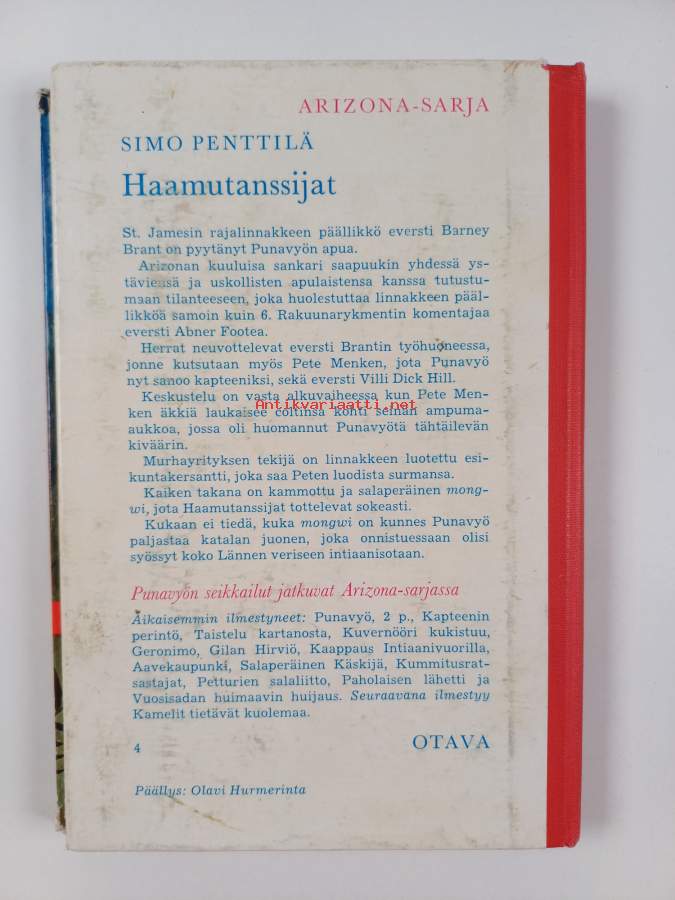 ARIZONA-SARJA
SIMO PENTTILÄ
Haamutanssijat
St. Jamesin rajalinnakkeen päällikkö eversti Barney
Brant on pyytänyt Punavyön apua.
Arizonan kuuluisa sankari saapuukin yhdessä ys-
täviensä ja uskollisten apulaistensa kanssa tutustu-
maan tilanteeseen, joka huolestuttaa linnakkeen pääl-
likköä samoin kuin 6. Rakuunarykmentin komentajaa
eversti Abner Footea.
Herrat neuvottelevat eversti Brantin työhuoneessa,
jonne kutsutaan myös Pete Menken, jota Punavyö
nyt sanoo kapteeniksi, sekä eversti Villi Dick Hill.
Keskustelu on vasta alkuvaiheessa kun Pete Men-
ken äkkiä laukaisee coltinsa kohti seinän ampuma-
Antikvariaatti.net
aukkoa, jossa oli huomannut Punavyötä tähtäilevän
kiväärin.
Murhayrityksen tekijä on linnakkeen luotettu esi-
kuntakersantti, joka saa Peten luodista surmansa.
Kaiken takana on kammottu ja salaperäinen mong-
wi, jota Haamutanssijat tottelevat sokeasti.
Kukaan ei tiedä, kuka mongwi on kunnes Punavyö
paljastaa katalan juonen, joka onnistuessaan olisi
syössyt koko Lännen veriseen intiaanisotaan.
Punavyön seikkailut jatkuvat Arizona-sarjassa
Aikaisemmin ilmestyneet: Punavyö, 2 p., Kapteenin
perintö, Taistelu kartanosta, Kuvernööri kukistuu,
Geronimo, Gilan Hirviö, Kaappaus Intiaanivuorilla,
Aavekaupunki, Salaperäinen Käskijä, Kummitusrat-
sastajat, Petturien salaliitto, Paholaisen lähetti ja
Vuosisadan huimaavin huijaus. Seuraavana ilmestyy
Kamelit tietävät kuolemaa.
4 OTAVA
Päällys: Olavi Hurmerinta